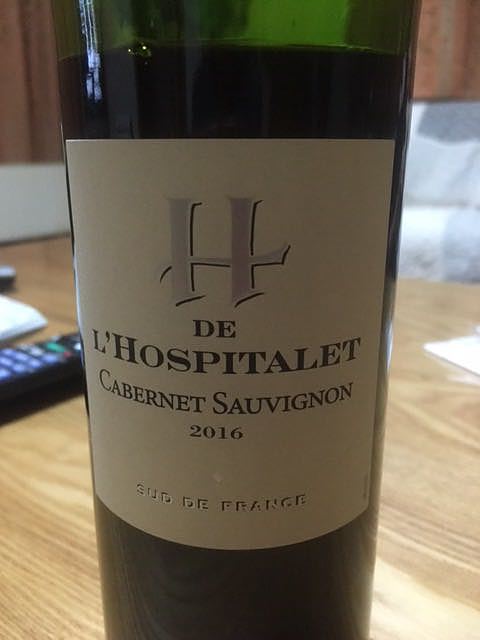 H
DE
L'HOSPITALET
CABERNET SAUVIGNON
2016
SUD DE FRANCE